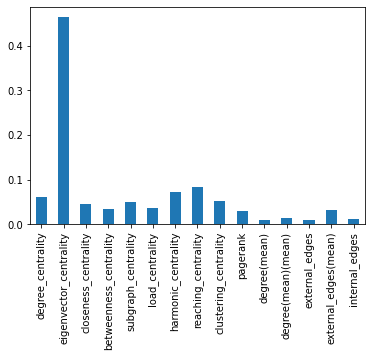 0.4
0.3
0.2
0.1
0.0
degree_centrality
eigenvector_centrality
closeness_centrality
betweenness_centrality
subgraph_centrality
load_centrality
harmonic_centrality
reaching_centrality
clustering_centrality
pagerank
degree(mean)
degree(mean)(mean)
external_edges
external_edges(mean)
internal_edges